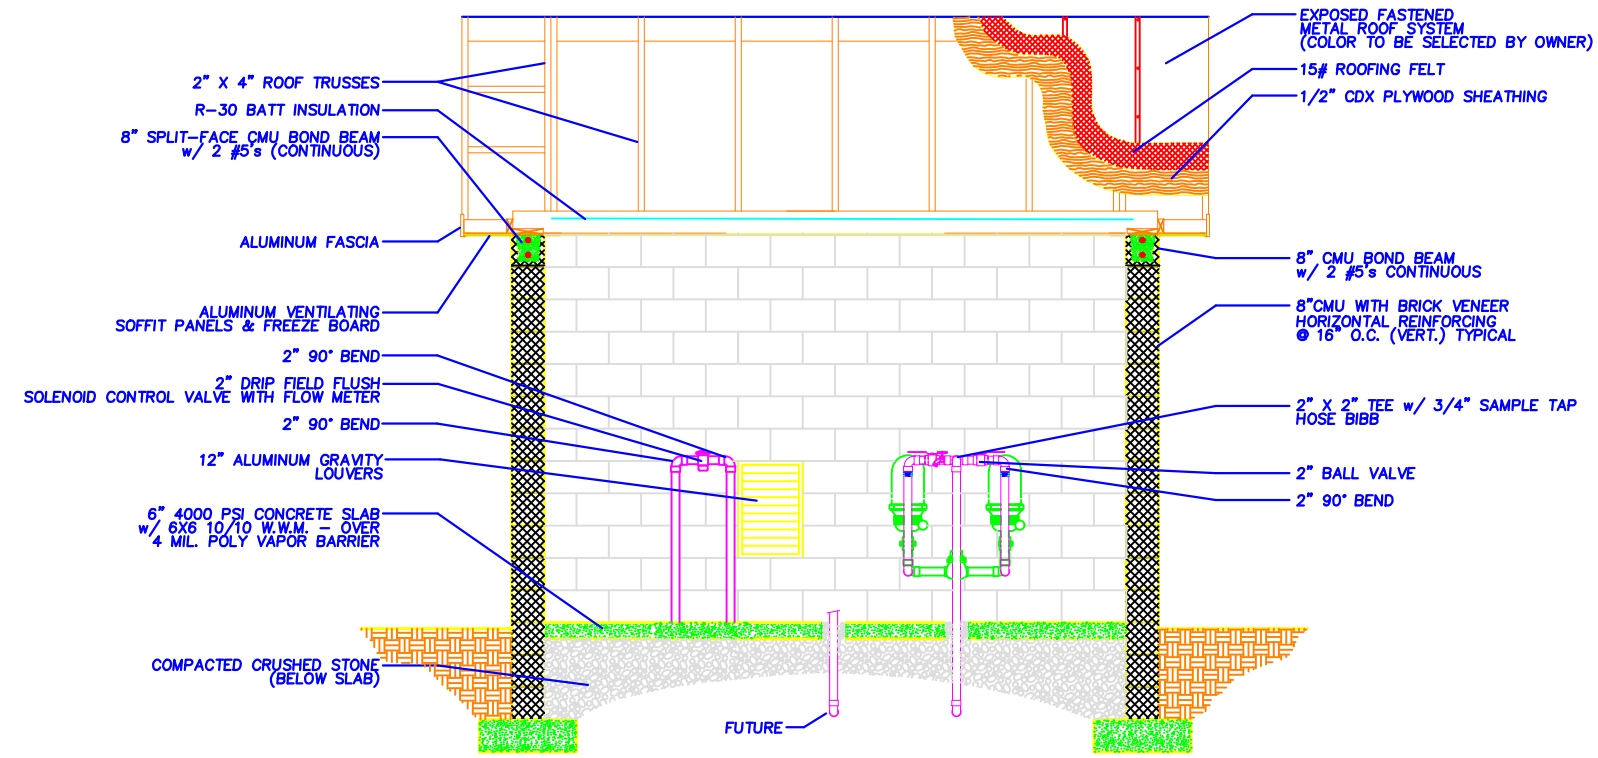 2" X 4" ROOF TRUSSES
R-30 BATT INSULATION
8" SPLIT-FACE CMU BOND BEAM
w/ 2 #5's (CONTINUOUS)
ALUMINUM FASCIA
ALUMINUM VENTILATING
SOFFIT PANELS & FREEZE BOARD
2" 90° BEND
2" DRIP FIELD FLUSH
SOLENOID CONTROL VALVE WITH FLOW METER
2" 90° BEND
12" ALUMINUM GRAVITY
LOUVERS
6" 4000 PSI CONCRETE SLAB
w/ 6X6 10/10 W.W.M. - OVER
4 MIL. POLY VAPOR BARRIER
COMPACTED CRUSHED STONE
(BELOW SLAB)
FUTURE
EXPOSED FASTENED
METAL ROOF SYSTEM
(COLOR TO BE SELECTED BY OWNER)
15# ROOFING FELT
1/2" CDX PLYWOOD SHEATHING
8" CMU BOND BEAM
w/ 2 #5's CONTINUOUS
8"CMU WITH BRICK VENEER
HORIZONTAL REINFORCING
@ 16" O.C. (VERT.) TYPICAL
2" X 2" TEE w/ 3/4" SAMPLE TAP
HOSE BIBB
2" BALL VALVE
2" 90° BEND